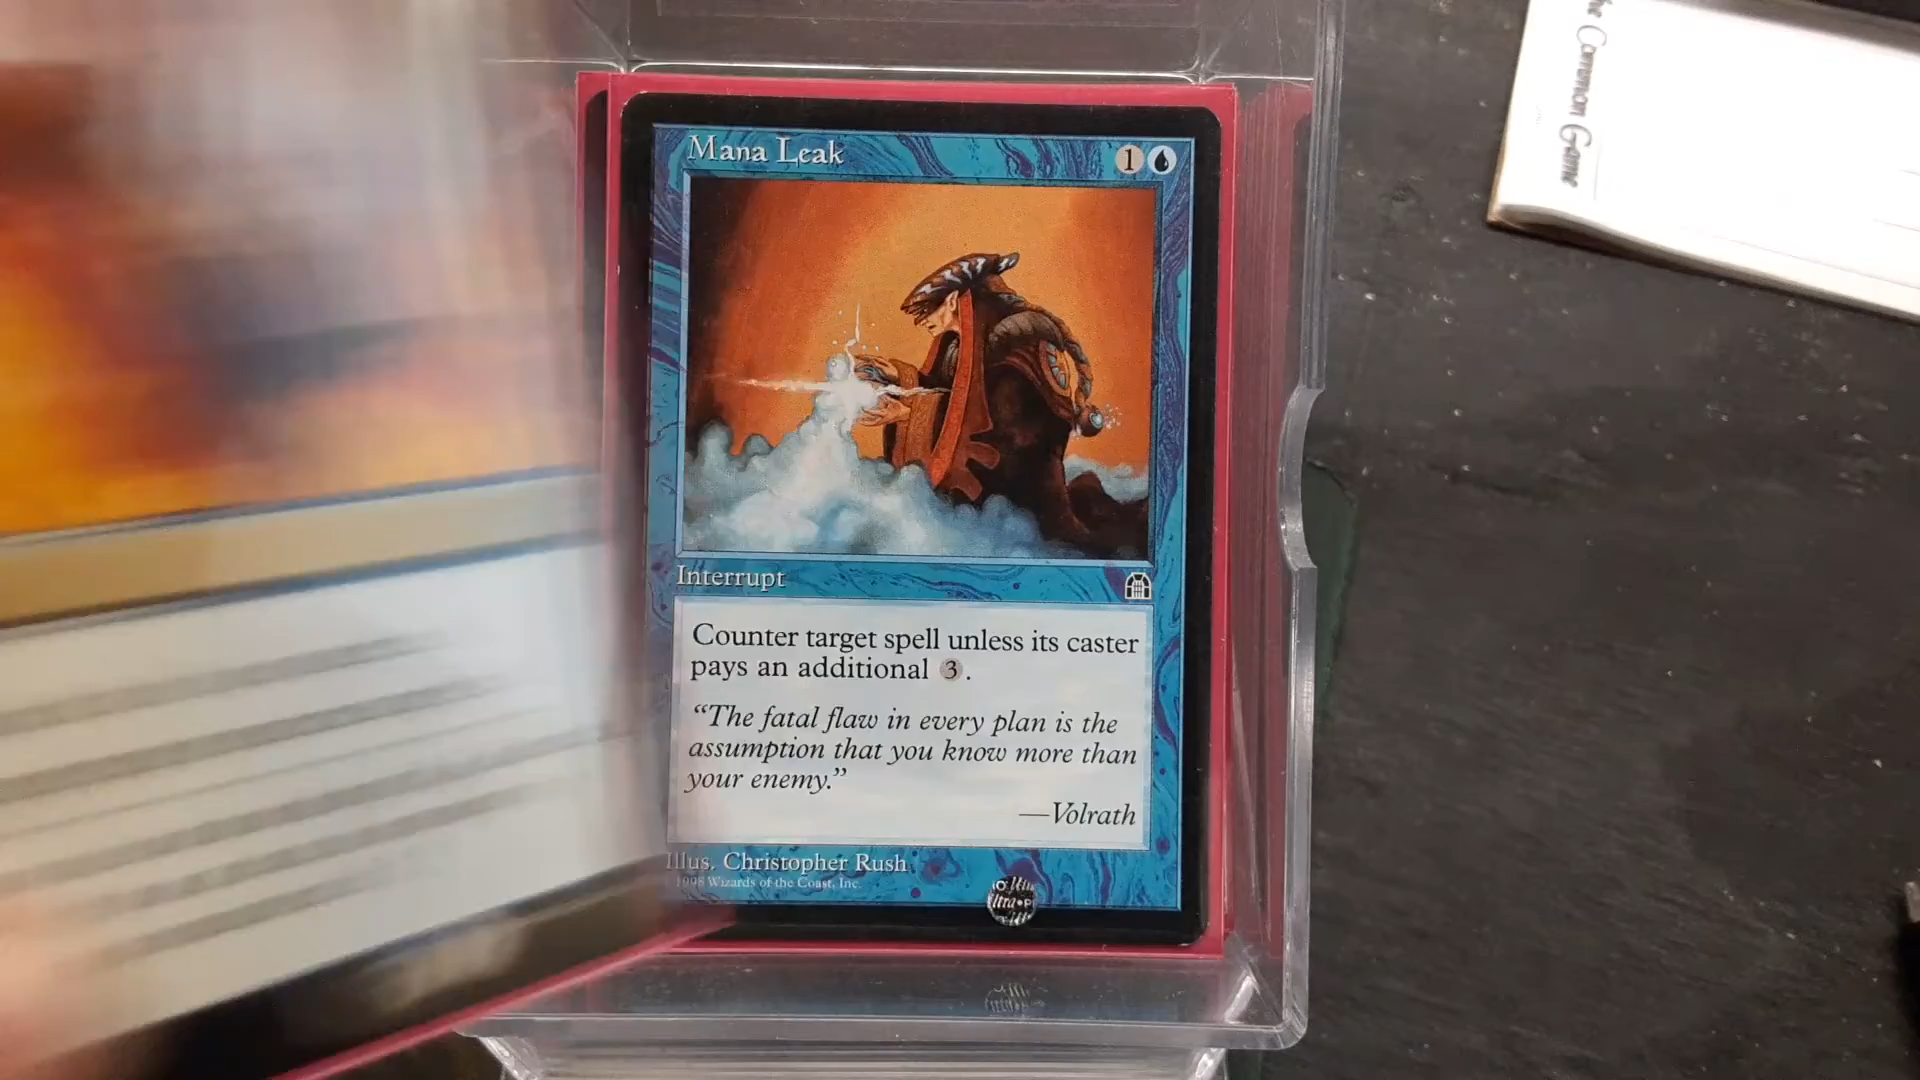 he Common Game
Mana Leak
1
Interrupt
Counter target spell unless its caster
pays an additional 3.
“The fatal flaw in every plan is the
assumption that you know more than
your enemy.”
—Volrath
Illus. Christopher Rush
1998 Wizards of the Coast, Inc.